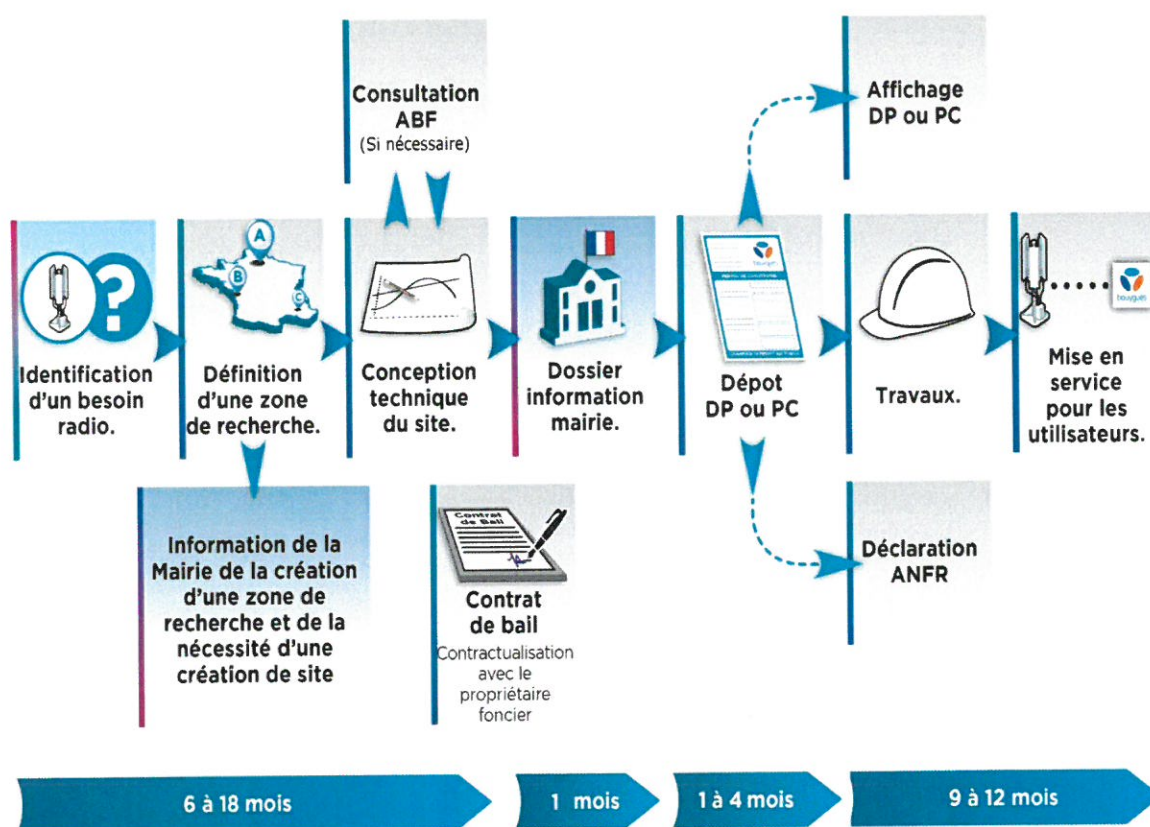 Consultation
ABF
(Si nécessaire)
Affichage
DP ou PC
Identification
d'un besoin
radio.
A
B
C
Définition
d'une zone
de recherche.
Conception
technique
du site.
Dossier
information
mairie.
bouygues
Dépot
DP ou PC
Travaux.
bouygues
Mise en
service
pour les
utilisateurs.
Information de la
Mairie de la création
d'une zone de
recherche et de la
nécessité d'une
création de site
Contrat
de Bail
Contrat
de bail
Contractualisation
avec le
propriétaire
foncier
Déclaration
ANFR
6 à 18 mois
1 mois
1 à 4 mois
9 à 12 mois